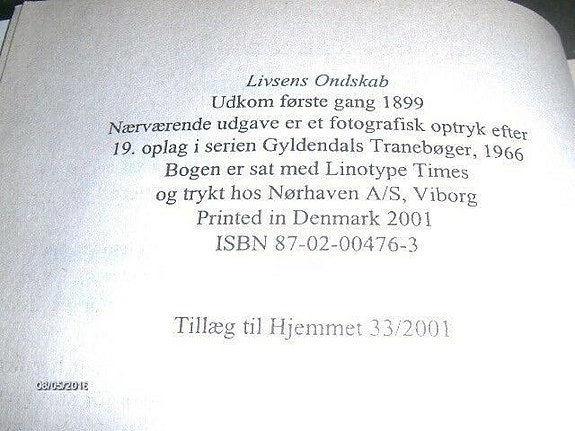 Livsens Ondskab
Udkom første gang 1899
Nærværende udgave er et fotografisk optryk efter
19. oplag i serien Gyldendals Tranebøger, 1966
Bogen er sat med Linotype Times
og trykt hos Nørhaven A/S, Viborg
Printed in Denmark 2001
ISBN 87-02-00476-3
Tillæg til Hjemmet 33/2001
08/05/2016